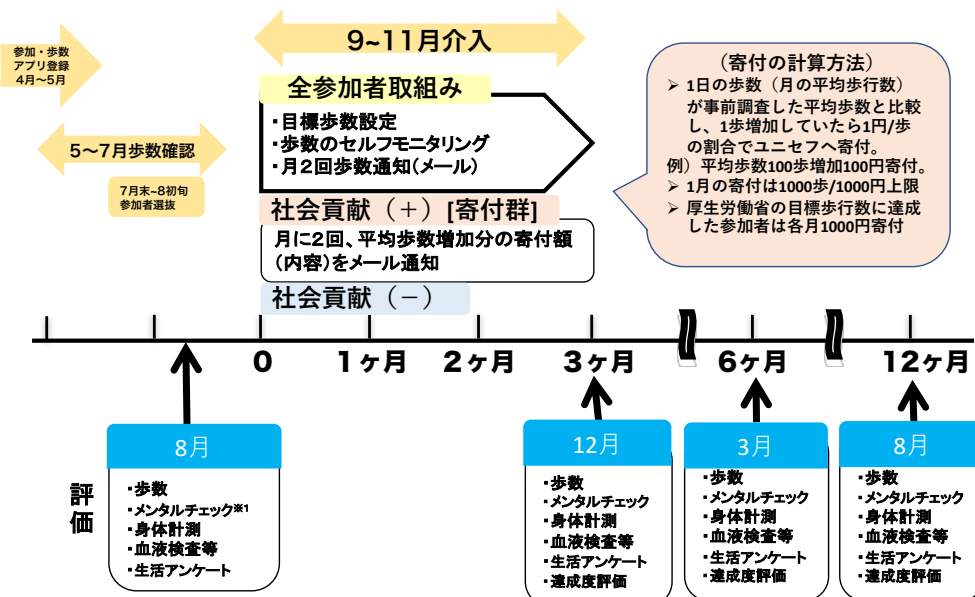 参加・歩数
アプリ登録
4月～5月
9~11月介入
5～7月歩数確認
7月末~8初旬
参加者選抜
全参加者取組み
・目標歩数設定
・歩数のセルフモニタリング
・月２回歩数通知(メール)
社会貢献（＋）[寄付群]
月に２回、平均歩数増加分の寄付額
(内容)をメール通知
社会貢献（－）
（寄付の計算方法）
➢ 1日の歩数（月の平均歩行数）
が事前調査した平均歩数と比較
し、1歩増加していたら1円/歩
の割合でユニセフへ寄付。
例）平均歩数100歩増加100円寄付。
➢ 1月の寄付は1000歩/1000円上限
➢ 厚生労働省の目標歩行数に達成
した参加者は各月1000円寄付
0
1ヶ月
2ヶ月
3ヶ月
6ヶ月
12ヶ月
評価
8月
・歩数
・メンタルチェック※1
・身体計測
・血液検査等
・生活アンケート
12月
・歩数
・メンタルチェック
・身体計測
・血液検査等
・生活アンケート
・達成度評価
3月
・歩数
・メンタルチェック
・身体計測
・血液検査等
・生活アンケート
・達成度評価
8月
・歩数
・メンタルチェック
・身体計測
・血液検査等
・生活アンケート
・達成度評価